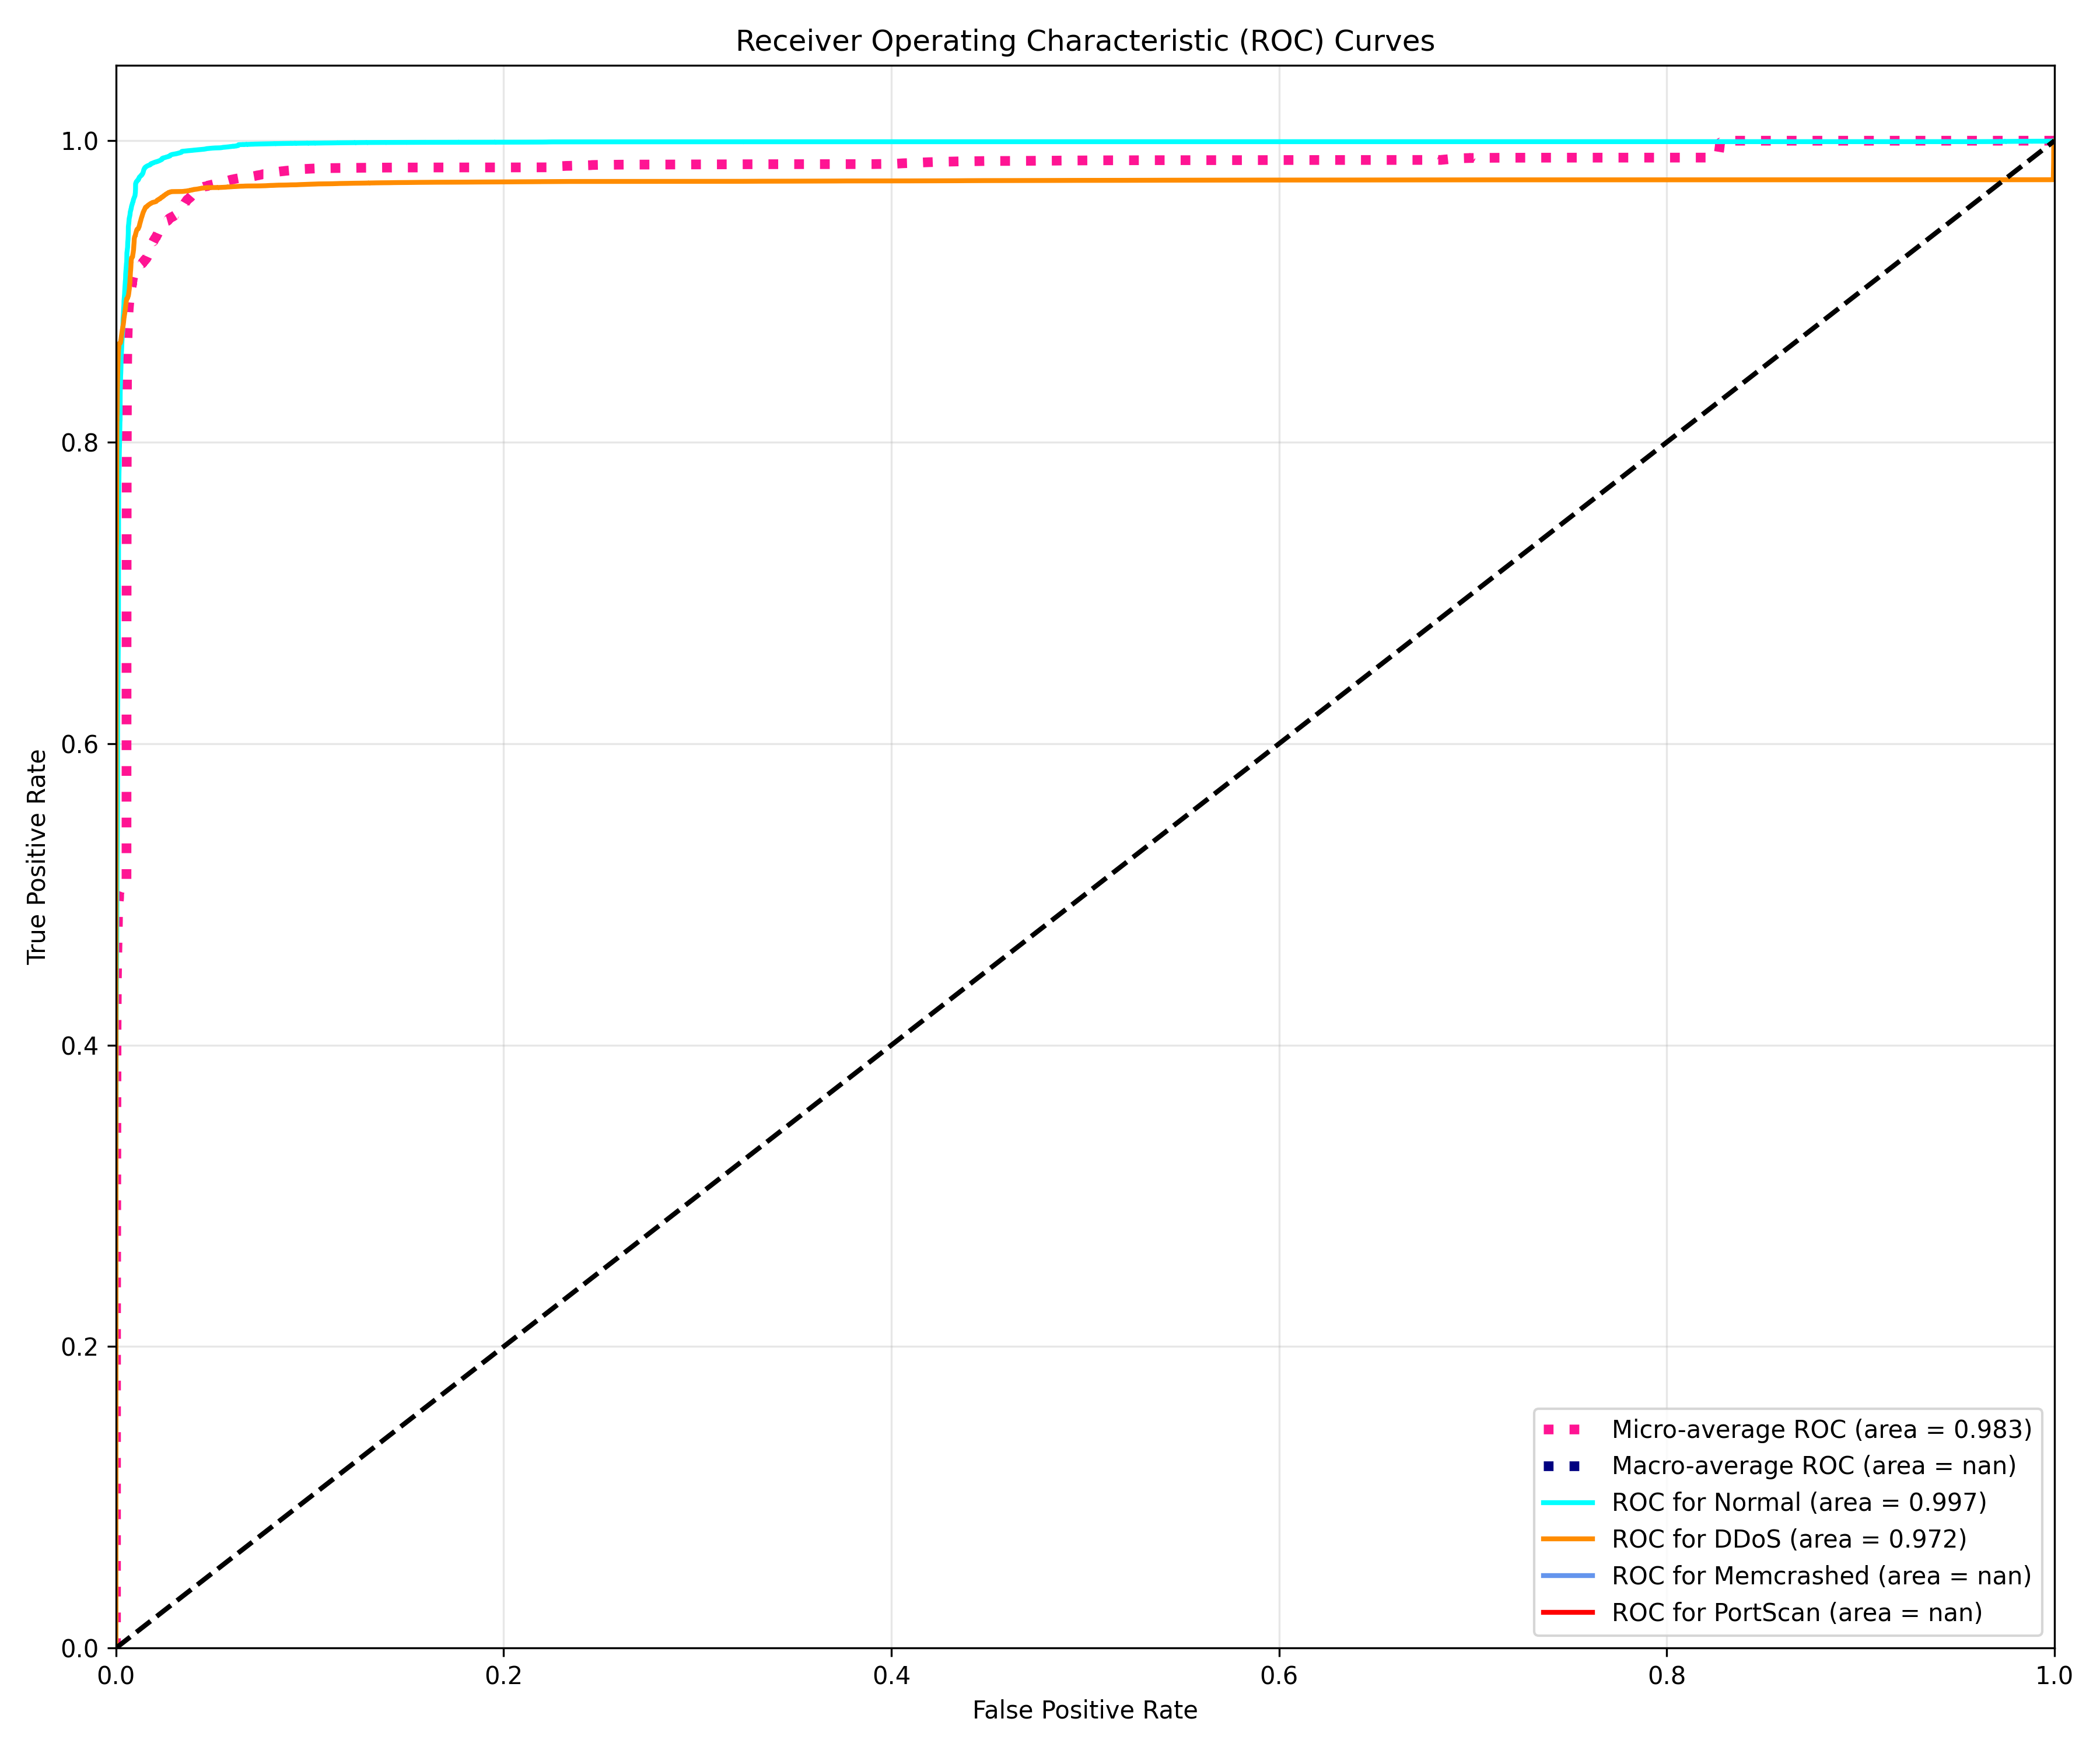 Receiver Operating Characteristic (ROC) Curves
1.0
0.8
0.6
0.4
0.2
0.0
True Positive Rate
0.0 0.2 0.4 0.6 0.8 1.0
False Positive Rate
Micro-average ROC (area = 0.983)
Macro-average ROC (area = nan)
ROC for Normal (area = 0.997)
ROC for DDoS (area = 0.972)
ROC for Memcrashed (area = nan)
ROC for PortScan (area = nan)